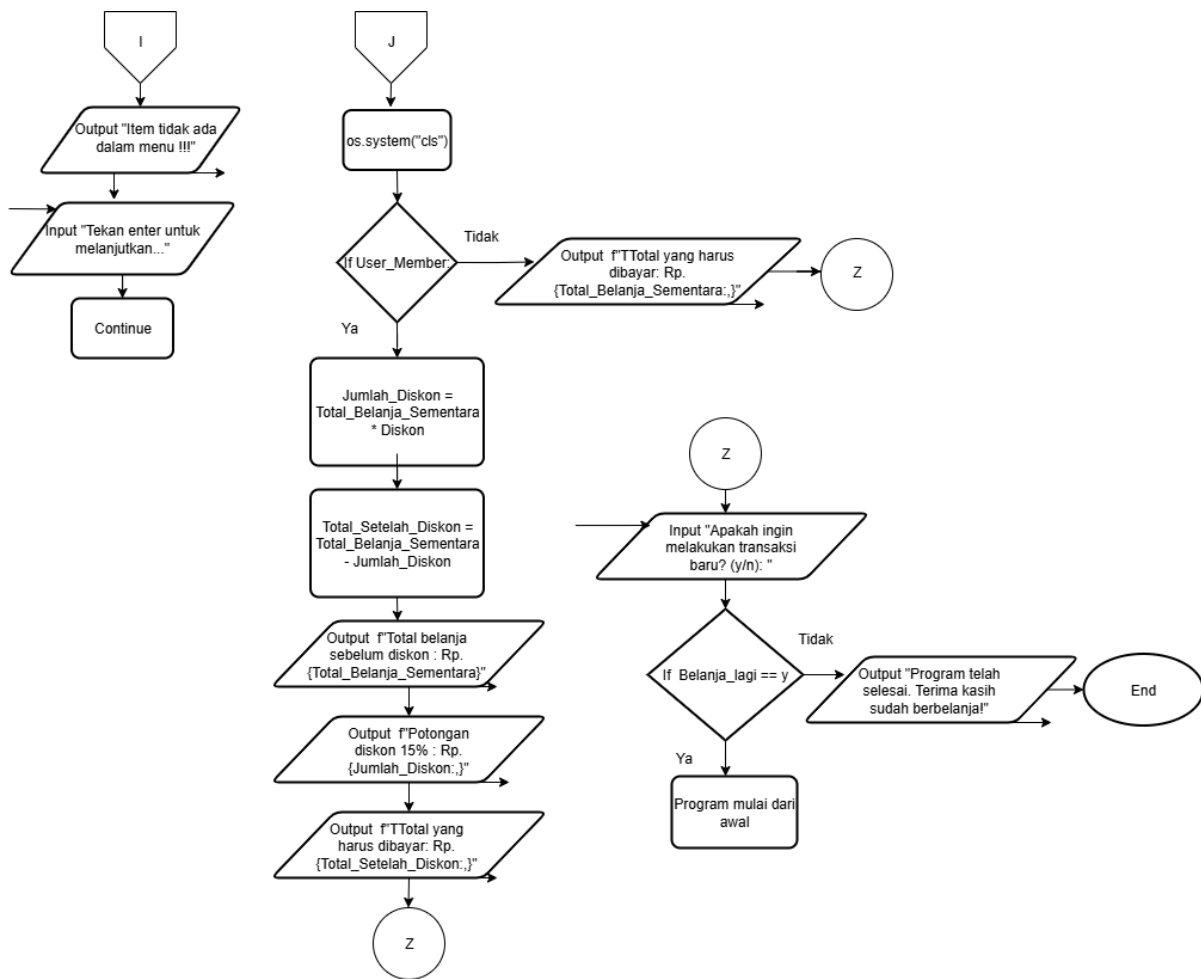 I
Output "Item tidak ada
dalam menu !!!"
Input "Tekan enter untuk
melanjutkan..."
Continue
J
os.system("cls")
If User_Member:
Tidak
Output f"TTotal yang harus
dibayar: Rp.
{Total_Belanja_Sementara:,}"
Z
Ya
Jumlah_Diskon =
Total_Belanja_Sementara
* Diskon
Total_Setelah_Diskon =
Total_Belanja_Sementara
- Jumlah_Diskon
Output f"Total belanja
sebelum diskon : Rp.
{Total_Belanja_Sementara}"
Output f"Potongan
diskon 15% : Rp.
{Jumlah_Diskon:,}"
Output f"TTotal yang
harus dibayar: Rp.
{Total_Setelah_Diskon:,}"
Z
Z
Input "Apakah ingin
melakukan transaksi
baru? (y/n): "
If Belanja_lagi == y
Tidak
Output "Program telah
selesai. Terima kasih
sudah berbelanja!"
End
Ya
Program mulai dari
awal